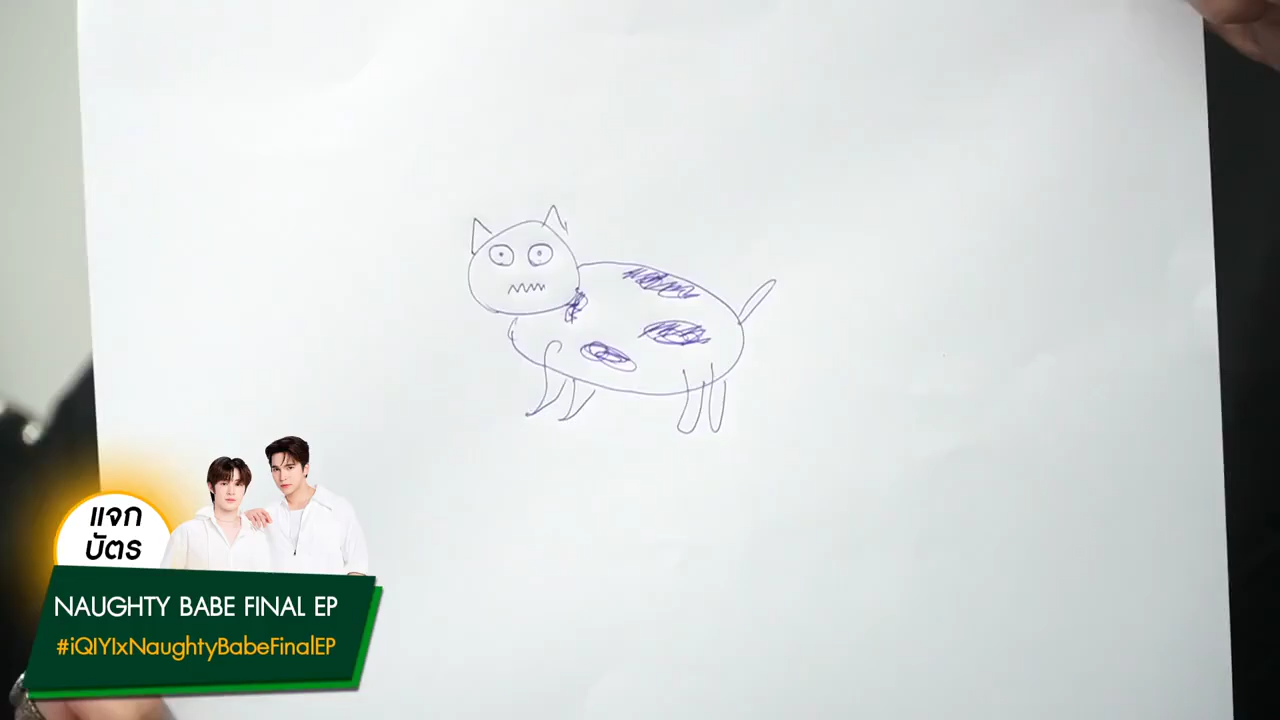 แจก
บัตร
NAUGHTY BABE FINAL EP
#iQIYIxNaughtyBabeFinalEP